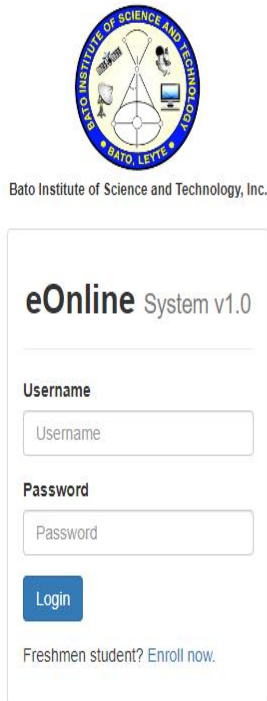 BATO INSTITUTE OF SCIENCE AND TECHNOLOGY
BATO, LEYTE
Bato Institute of Science and Technology, Inc.
eOnline System v1.0
Username
Username
Password
Password
Login
Freshmen student? Enroll now.